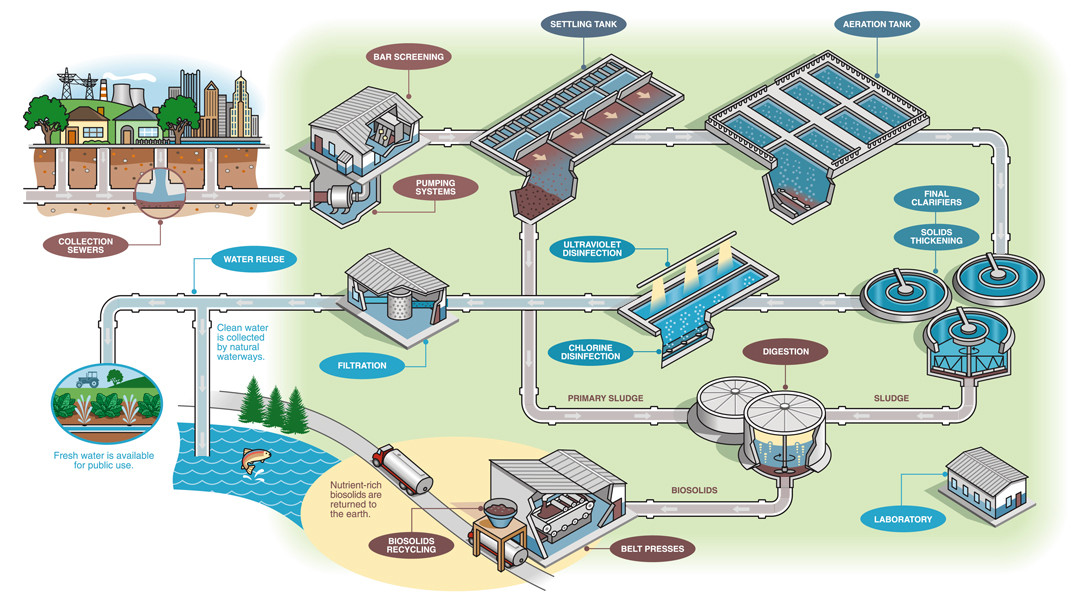 SETTLING TANK
AERATION TANK
BAR SCREENING
PUMPING
SYSTEMS
COLLECTION
SEWERS
FINAL
CLARIFIERS
SOLIDS
THICKENING
WATER REUSE
ULTRAVIOLET
DISINFECTION
Clean water
is collected
by natural
waterways.
FILTRATION
CHLORINE
DISINFECTION
DIGESTION
PRIMARY SLUDGE
SLUDGE
Fresh water is available
for public use.
Nutrient-rich
biosolids are
returned to
the earth.
BIOSOLIDS
LABORATORY
BIOSOLIDS
RECYCLING
BELT PRESSES